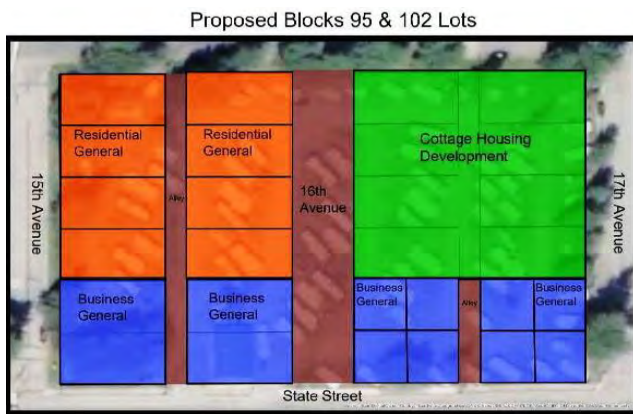 Proposed Blocks 95 & 102 Lots
Residential
General
Residential
General
Cottage Housing
Development
15th Avenue
Alley
16th
Avenue
17th Avenue
Business
General
Business
General
Business
General
Alley
Business
General
State Street